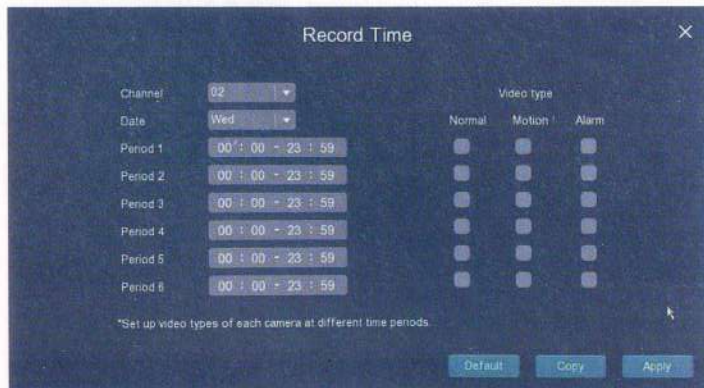 Record Time
Channel 02
Video type
Date Wed
Normal Motion Alarm
Period 1 00 : 00 - 23 : 59
Period 2 00 : 00 - 23 : 59
Period 3 00 : 00 - 23 : 59
Period 4 00 : 00 - 23 : 59
Period 5 00 : 00 - 23 : 59
Period 6 00 : 00 - 23 : 59
*Set up video types of each camera at different time periods.
Default Copy Apply